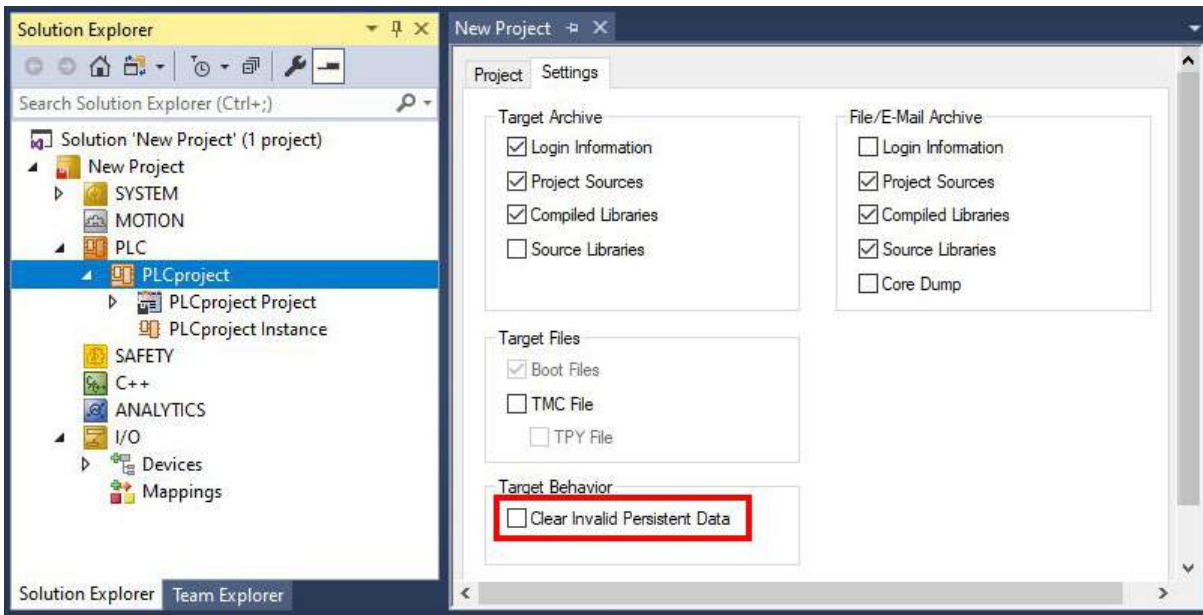 Solution Explorer
Search Solution Explorer (Ctrl+;)
Solution 'New Project' (1 project)
New Project
SYSTEM
MOTION
PLC
PLCproject
PLCproject Project
PLCproject Instance
SAFETY
C++
ANALYTICS
I/O
Devices
Mappings
Solution Explorer
Team Explorer
New Project
Project
Settings
Target Archive
Login Information
Project Sources
Compiled Libraries
Source Libraries
File/E-Mail Archive
Login Information
Project Sources
Compiled Libraries
Source Libraries
Core Dump
Target Files
Boot Files
TMC File
TPY File
Target Behavior
Clear Invalid Persistent Data